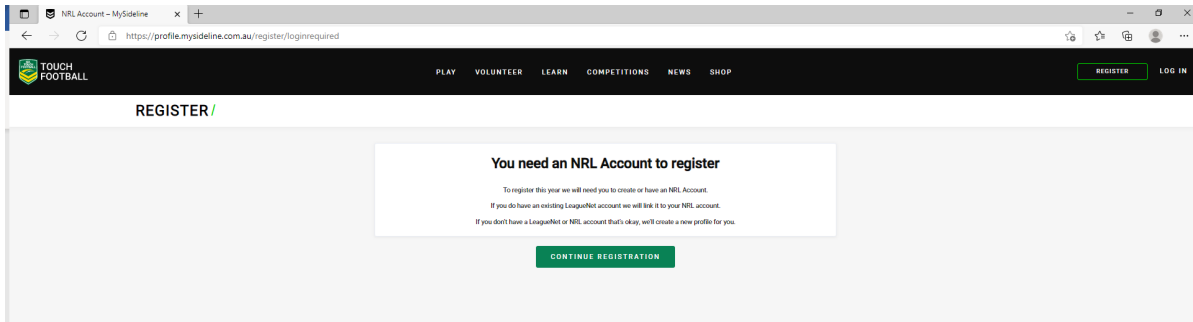 NRL Account – MySideline
https://profile.mysideline.com.au/register/loginrequired
TOUCH
FOOTBALL
PLAY VOLUNTEER LEARN COMPETITIONS NEWS SHOP
REGISTER LOG IN
REGISTER/
You need an NRL Account to register
To register this year we will need you to create or have an NRL Account.
If you do have an existing LeagueNet account we will link it to your NRL account.
If you don't have a LeagueNet or NRL account that's okay, we'll create a new profile for you.
CONTINUE REGISTRATION